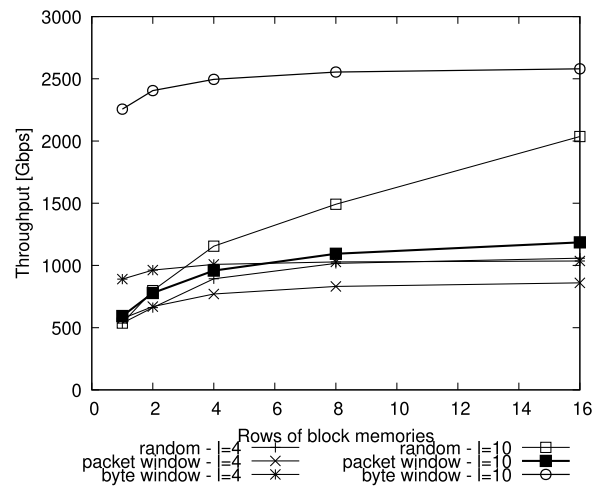 3000
2500
2000
1500
1000
500
0
Throughput [Gbps]
0 2 4 6 8 10 12 14 16
Rows of block memories
random - l=4 random - l=10
packet window - l=4 packet window - l=10
byte window - l=4 byte window - l=10